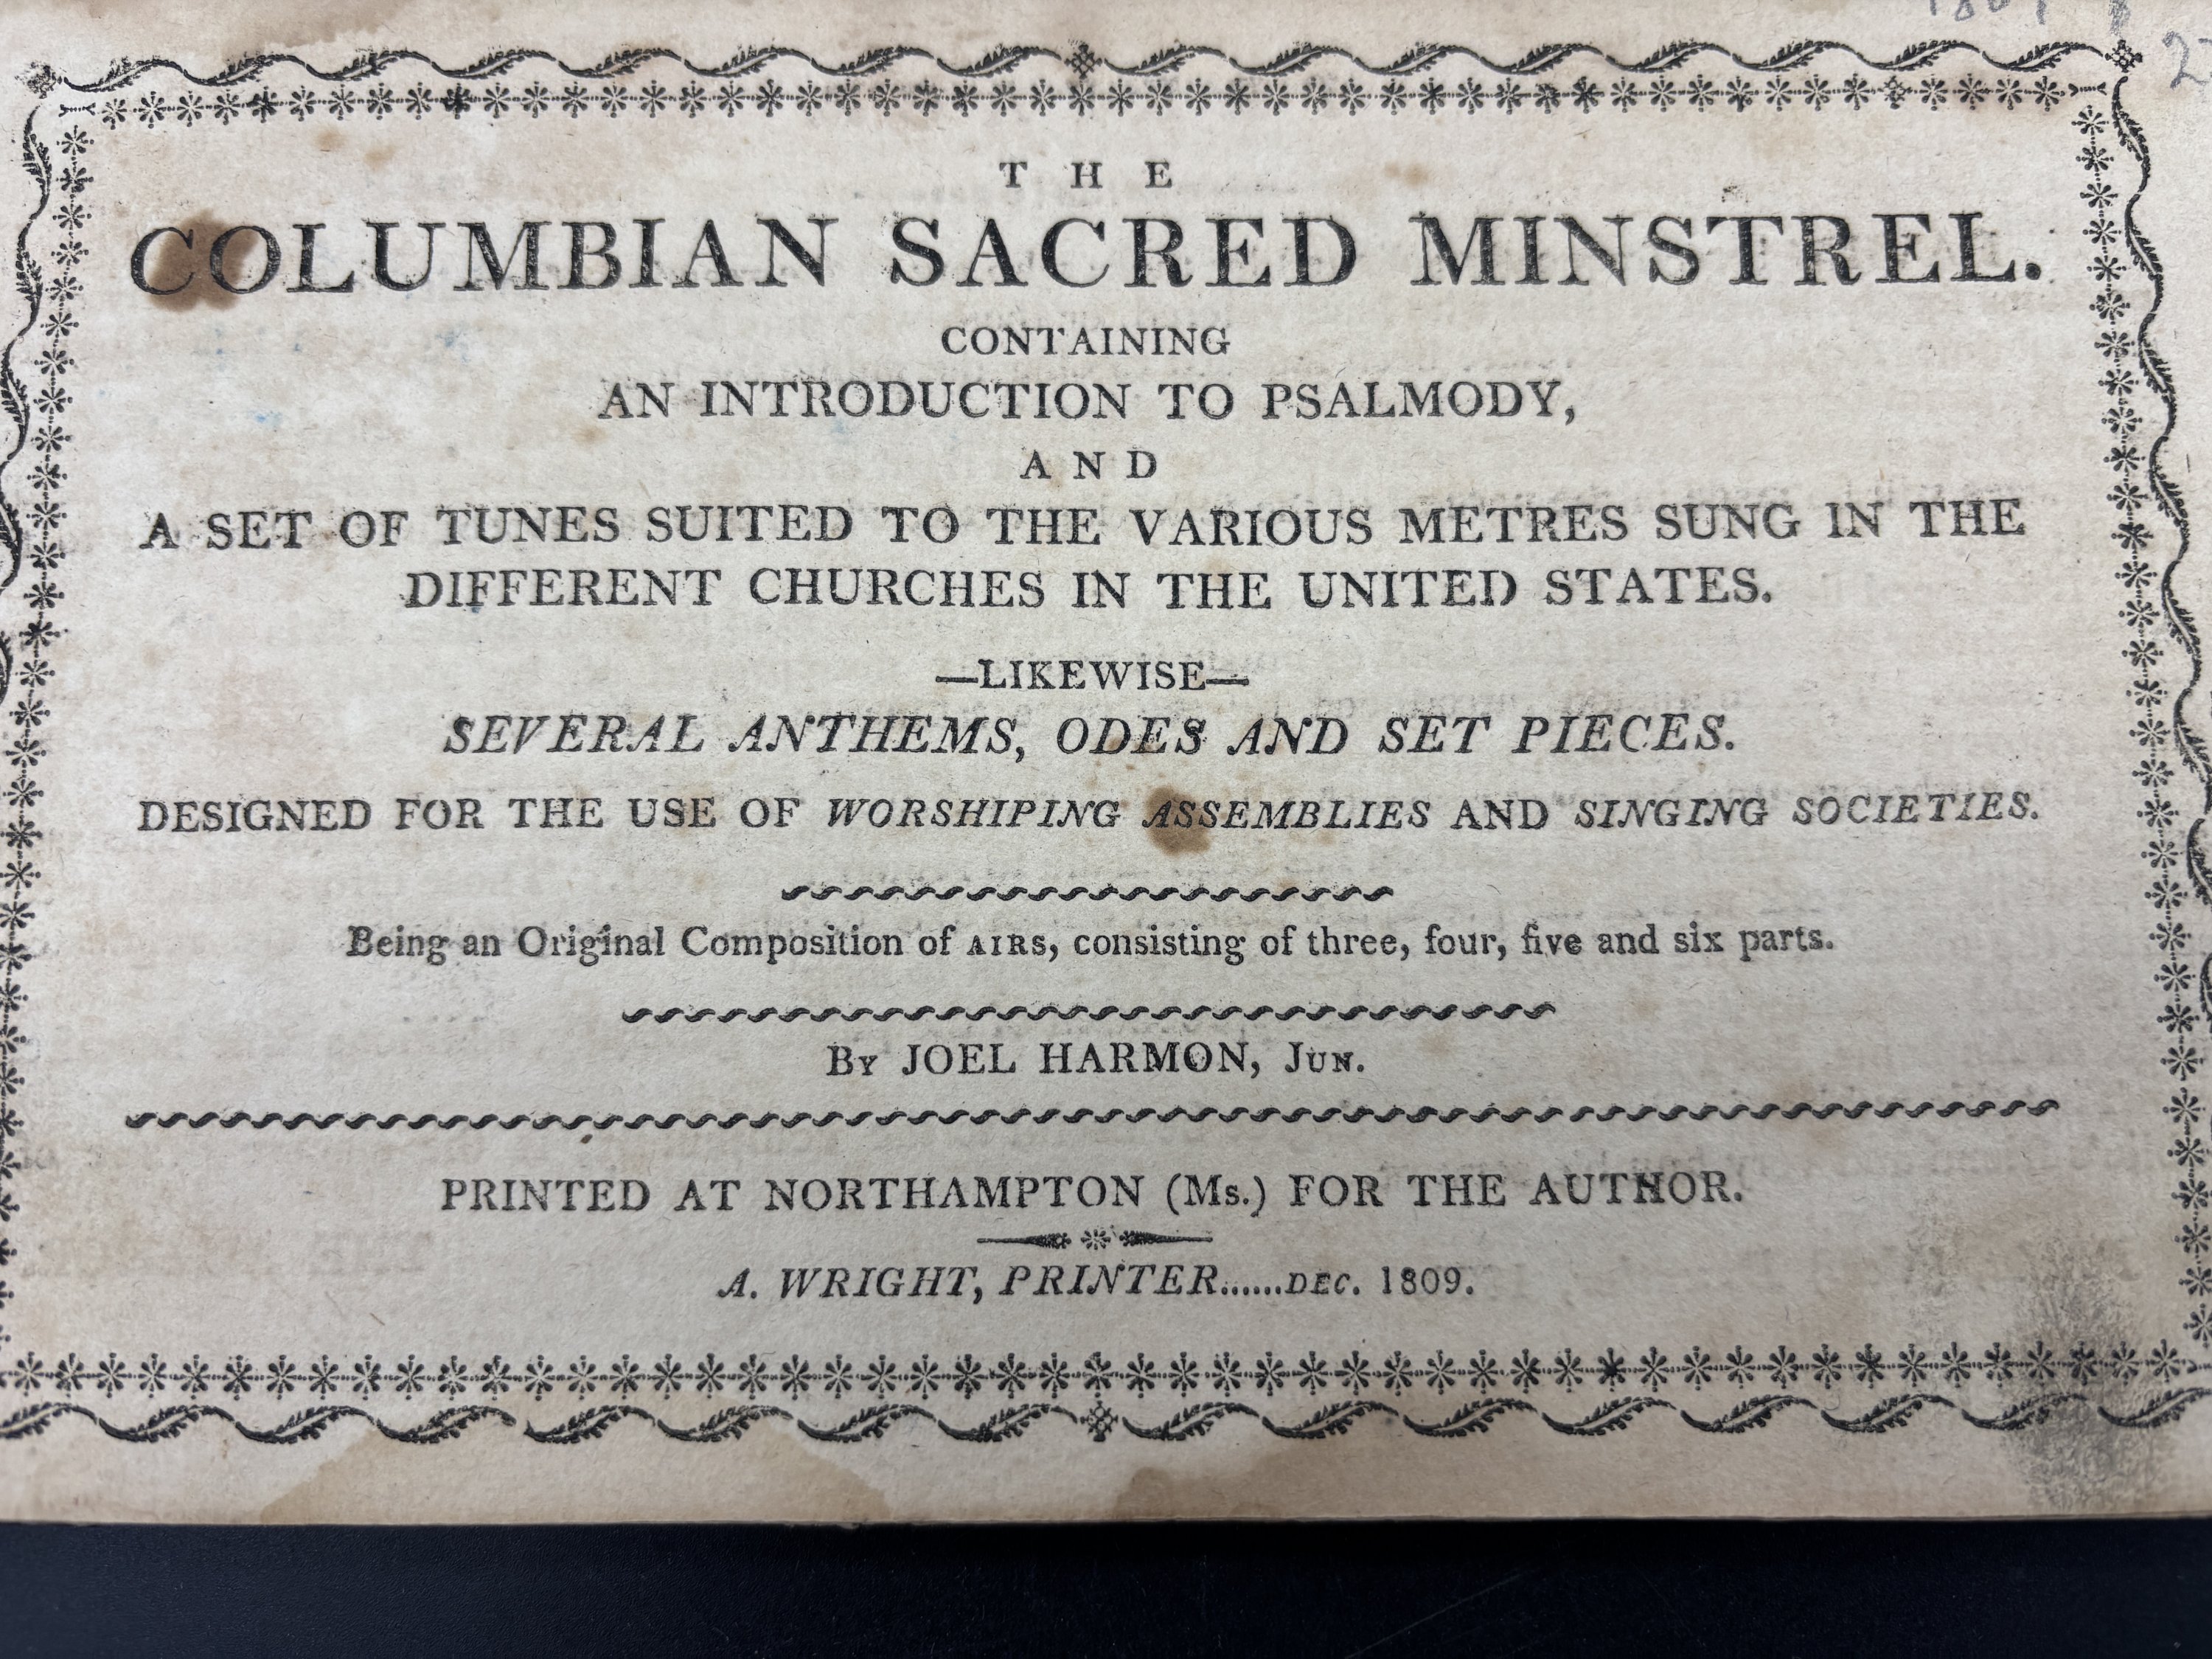 THE
COLUMBIAN SACRED MINSTREL.
CONTAINING
AN INTRODUCTION TO PSALMODY,
AND
A SET OF TUNES SUITED TO THE VARIOUS METRES SUNG IN THE
DIFFERENT CHURCHES IN THE UNITED STATES.
—LIKEWISE—
SEVERAL ANTHEMS, ODES AND SET PIECES.
DESIGNED FOR THE USE OF WORSHIPING ASSEMBLIES AND SINGING SOCIETIES.
Being an Original Composition of AIRS, consisting of three, four, five and six parts.
By JOEL HARMON, Jun.
PRINTED AT NORTHAMPTON (Ms.) FOR THE AUTHOR.
A. WRIGHT, PRINTER......DEC. 1809.